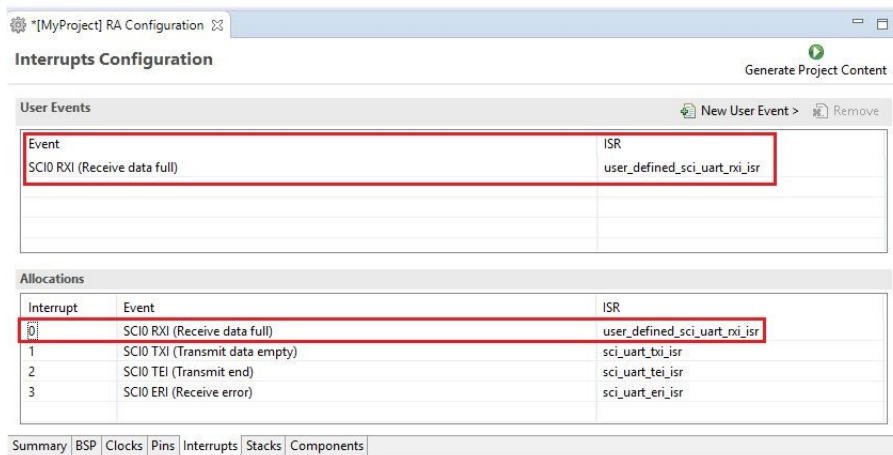 *[MyProject] RA Configuration
Interrupts Configuration
Generate Project Content
User Events
New User Event > Remove
Event ISR
SCI0 RXI (Receive data full) user_defined_sci_uart_rxi_isr
Allocations
Interrupt Event ISR
0 SCI0 RXI (Receive data full) user_defined_sci_uart_rxi_isr
1 SCI0 TXI (Transmit data empty) sci_uart_txi_isr
2 SCI0 TEI (Transmit end) sci_uart_tei_isr
3 SCI0 ERI (Receive error) sci_uart_eri_isr
Summary BSP Clocks Pins Interrupts Stacks Components